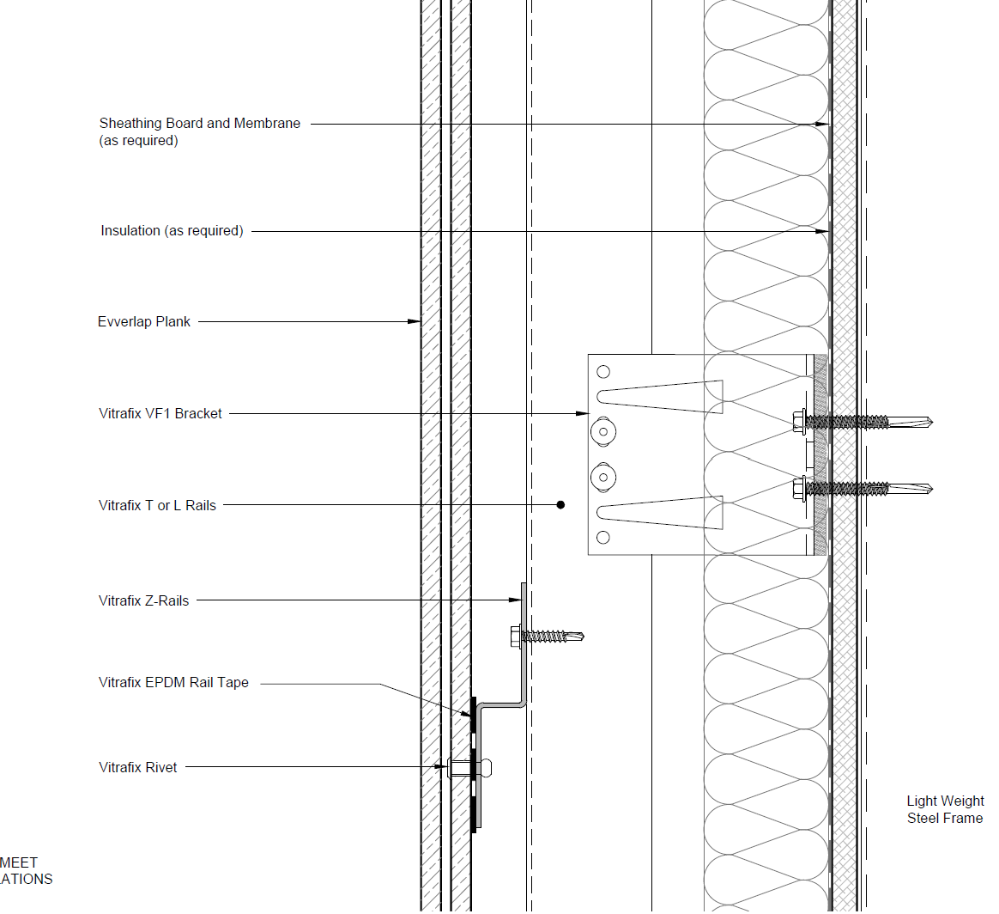 Sheathing Board and Membrane
(as required)
Insulation (as required)
Evverlap Plank
Vitrafix VF1 Bracket
Vitrafix T or L Rails
Vitrafix Z-Rails
Vitrafix EPDM Rail Tape
Vitrafix Rivet
Light Weight
Steel Frame
MEET
LATIONS